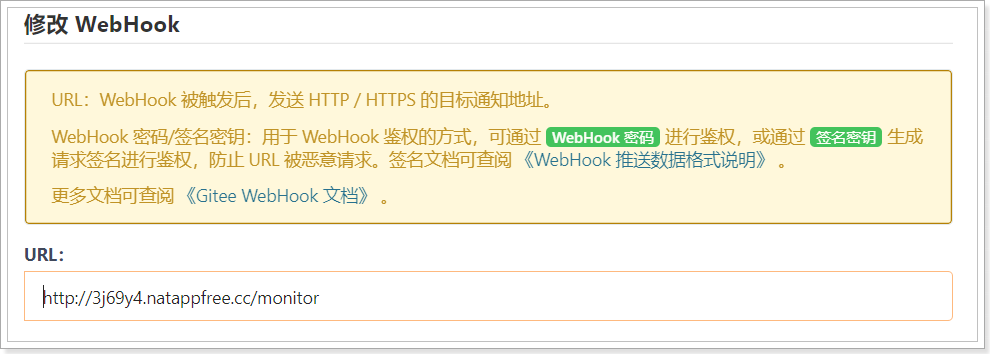 修改 WebHook
URL：WebHook 被触发后，发送 HTTP / HTTPS 的目标通知地址。
WebHook 密码/签名密钥：用于 WebHook 鉴权的方式，可通过 WebHook 密码 进行鉴权，或通过 签名密钥 生成
请求签名进行鉴权，防止 URL 被恶意请求。签名文档可查阅 《WebHook 推送数据格式说明》 。
更多文档可查阅 《Gitee WebHook 文档》 。
URL：
http://3j69y4.natappfree.cc/monitor